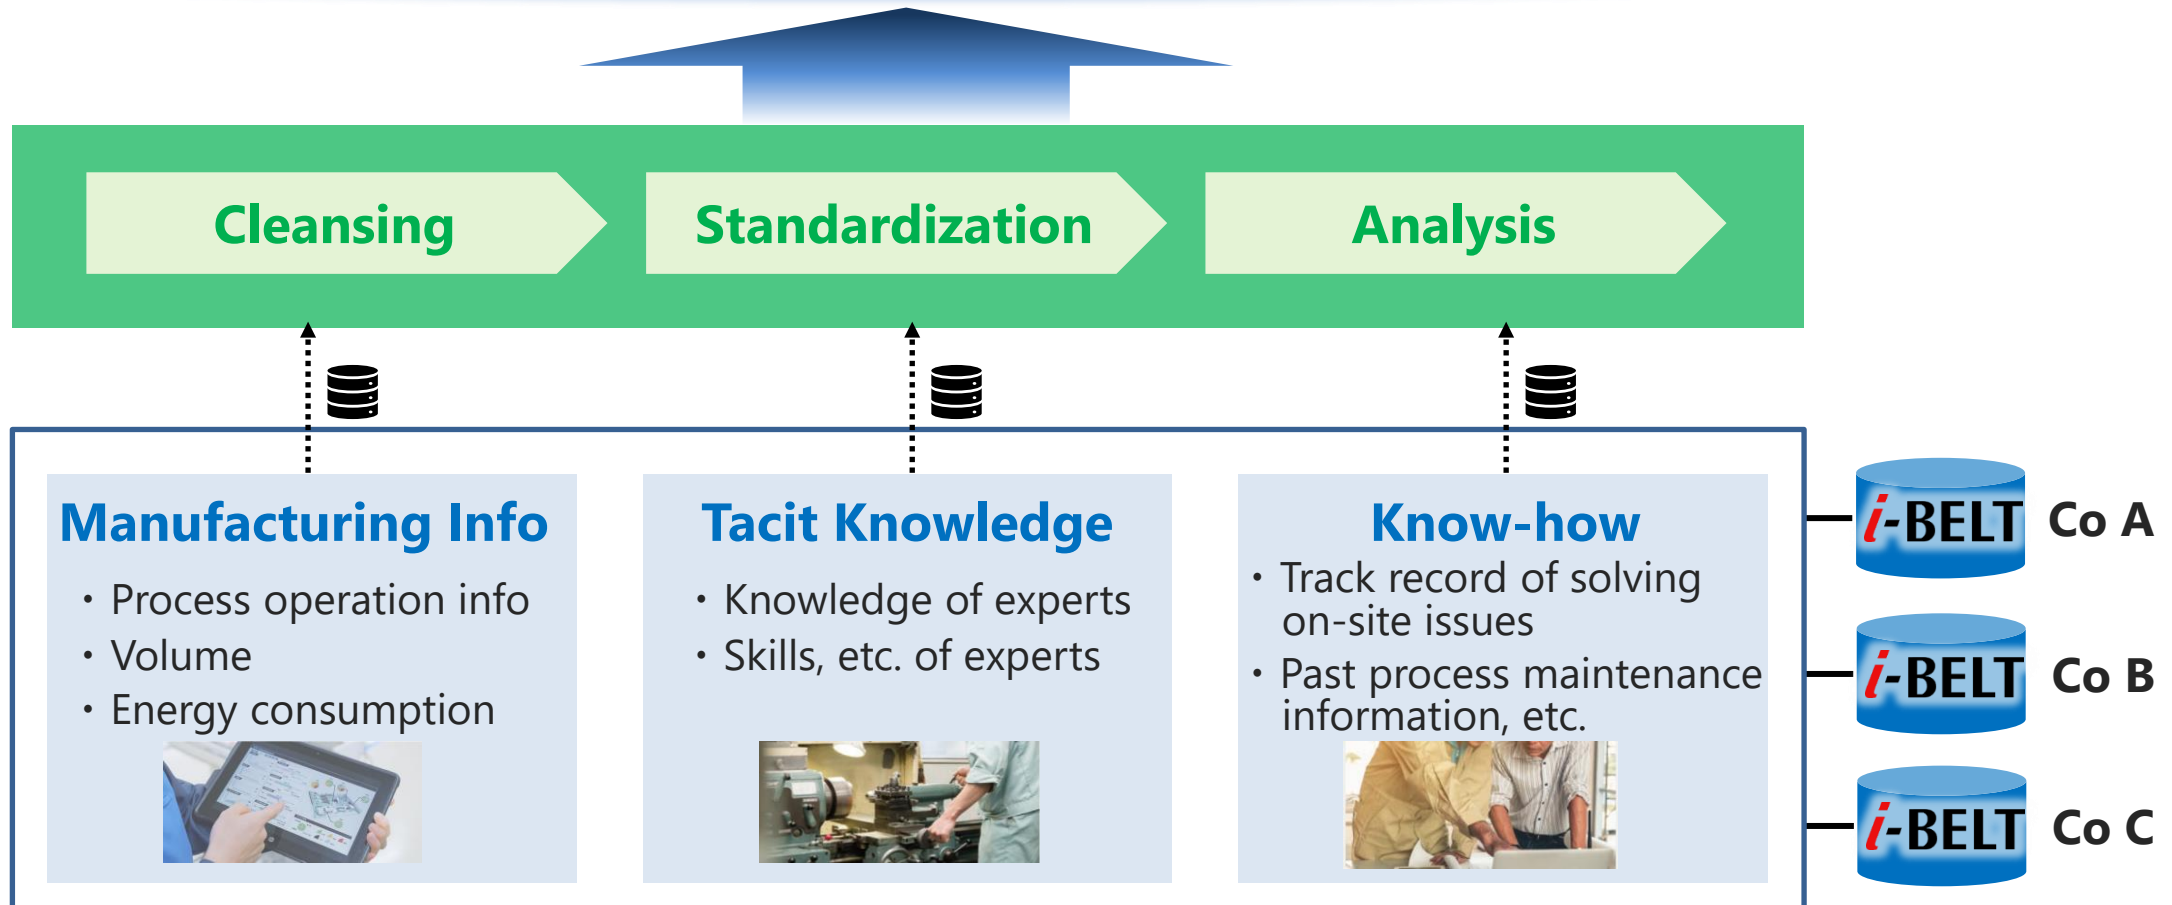 Cleansing
Standardization
Analysis
Manufacturing Info
・Process operation info
・Volume
・Energy consumption
Tacit Knowledge
・Knowledge of experts
・Skills, etc. of experts
Know-how
・Track record of solving
on-site issues
・Past process maintenance
information, etc.
i-BELT Co A
i-BELT Co B
i-BELT Co C